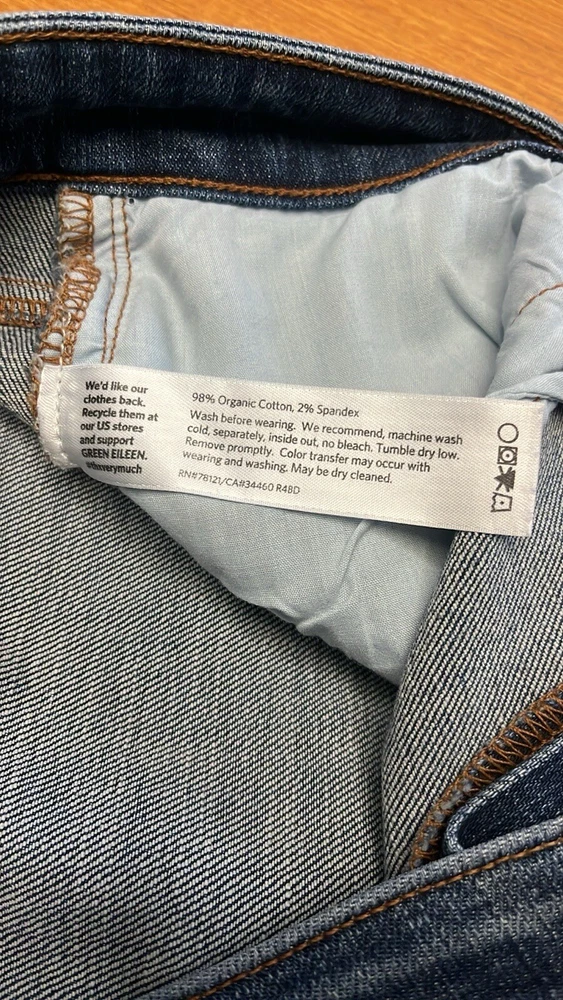 We'd like our
clothes back.
Recycle them at
our US stores
and support
GREEN EILEEN.
#thxverymuch
98% Organic Cotton, 2% Spandex
Wash before wearing. We recommend, machine wash
cold, separately, inside out, no bleach. Tumble dry low.
Remove promptly. Color transfer may occur with
wearing and washing. May be dry cleaned.
RN#78121/CA#34460 R4BD